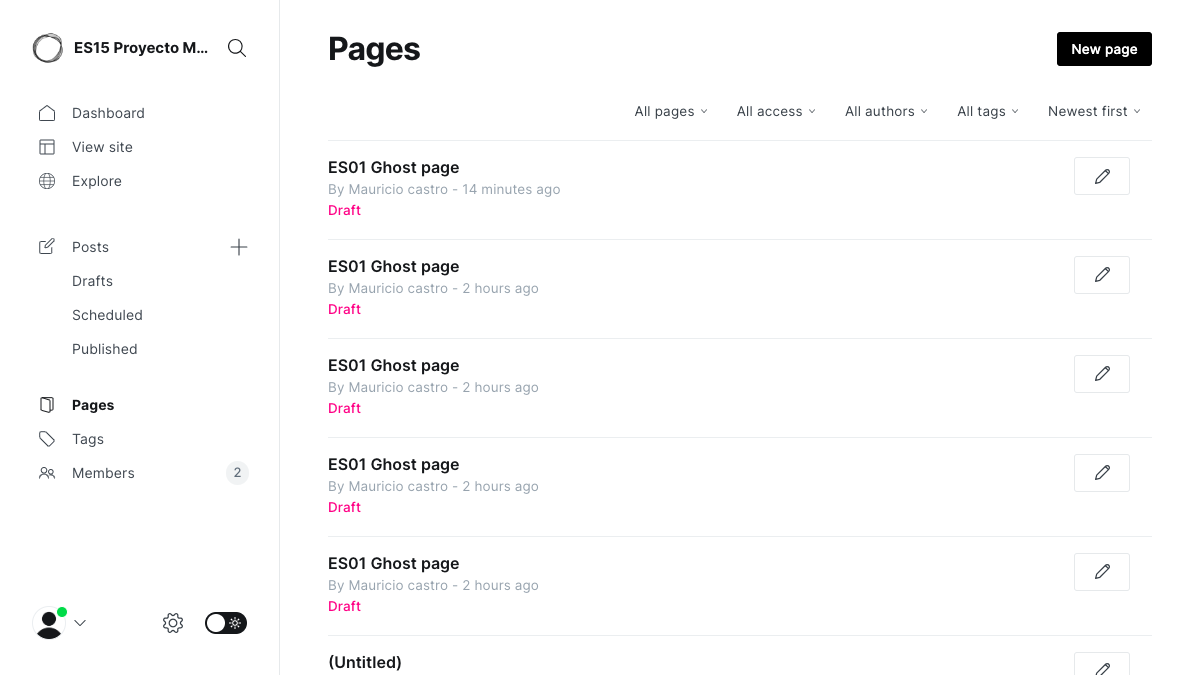 ES15 Proyecto M...
Dashboard
View site
Explore
Posts
Drafts
Scheduled
Published
Pages
Tags
Members
2
Pages
New page
All pages
All access
All authors
All tags
Newest first
ES01 Ghost page
By Mauricio castro - 14 minutes ago
Draft
ES01 Ghost page
By Mauricio castro - 2 hours ago
Draft
ES01 Ghost page
By Mauricio castro - 2 hours ago
Draft
ES01 Ghost page
By Mauricio castro - 2 hours ago
Draft
ES01 Ghost page
By Mauricio castro - 2 hours ago
Draft
(Untitled)